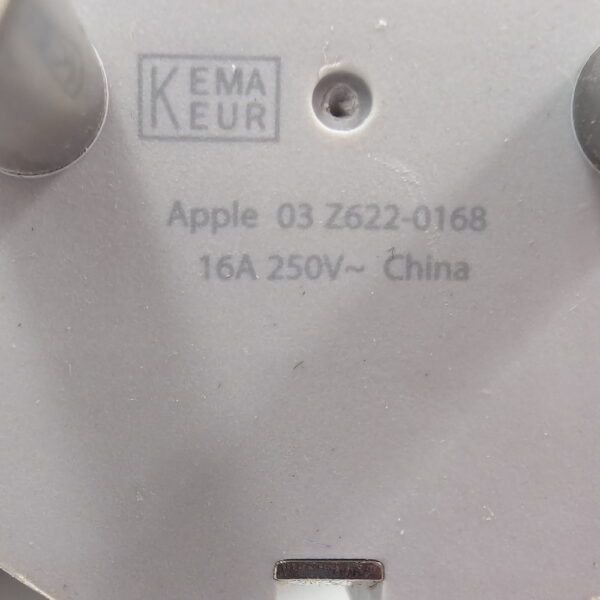 KEMA
KEUR
Apple 03 Z622-0168
16A 250V~ China